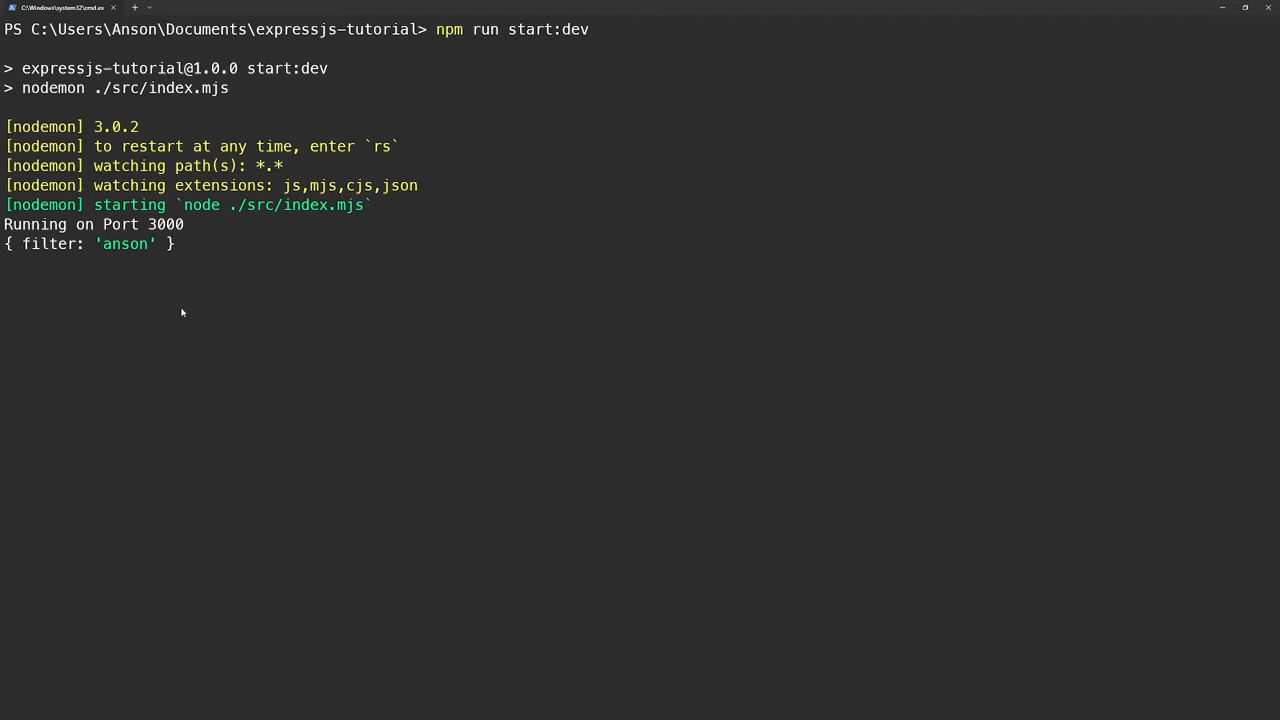 C:\Windows\system32\cmd.ex
PS C:\Users\Anson\Documents\expressjs-tutorial> npm run start:dev
> expressjs-tutorial@1.0.0 start:dev
> nodemon ./src/index.mjs
[nodemon] 3.0.2
[nodemon] to restart at any time, enter `rs`
[nodemon] watching path(s): *.*
[nodemon] watching extensions: js,mjs,cjs,json
[nodemon] starting `node ./src/index.mjs`
Running on Port 3000
{ filter: 'anson' }